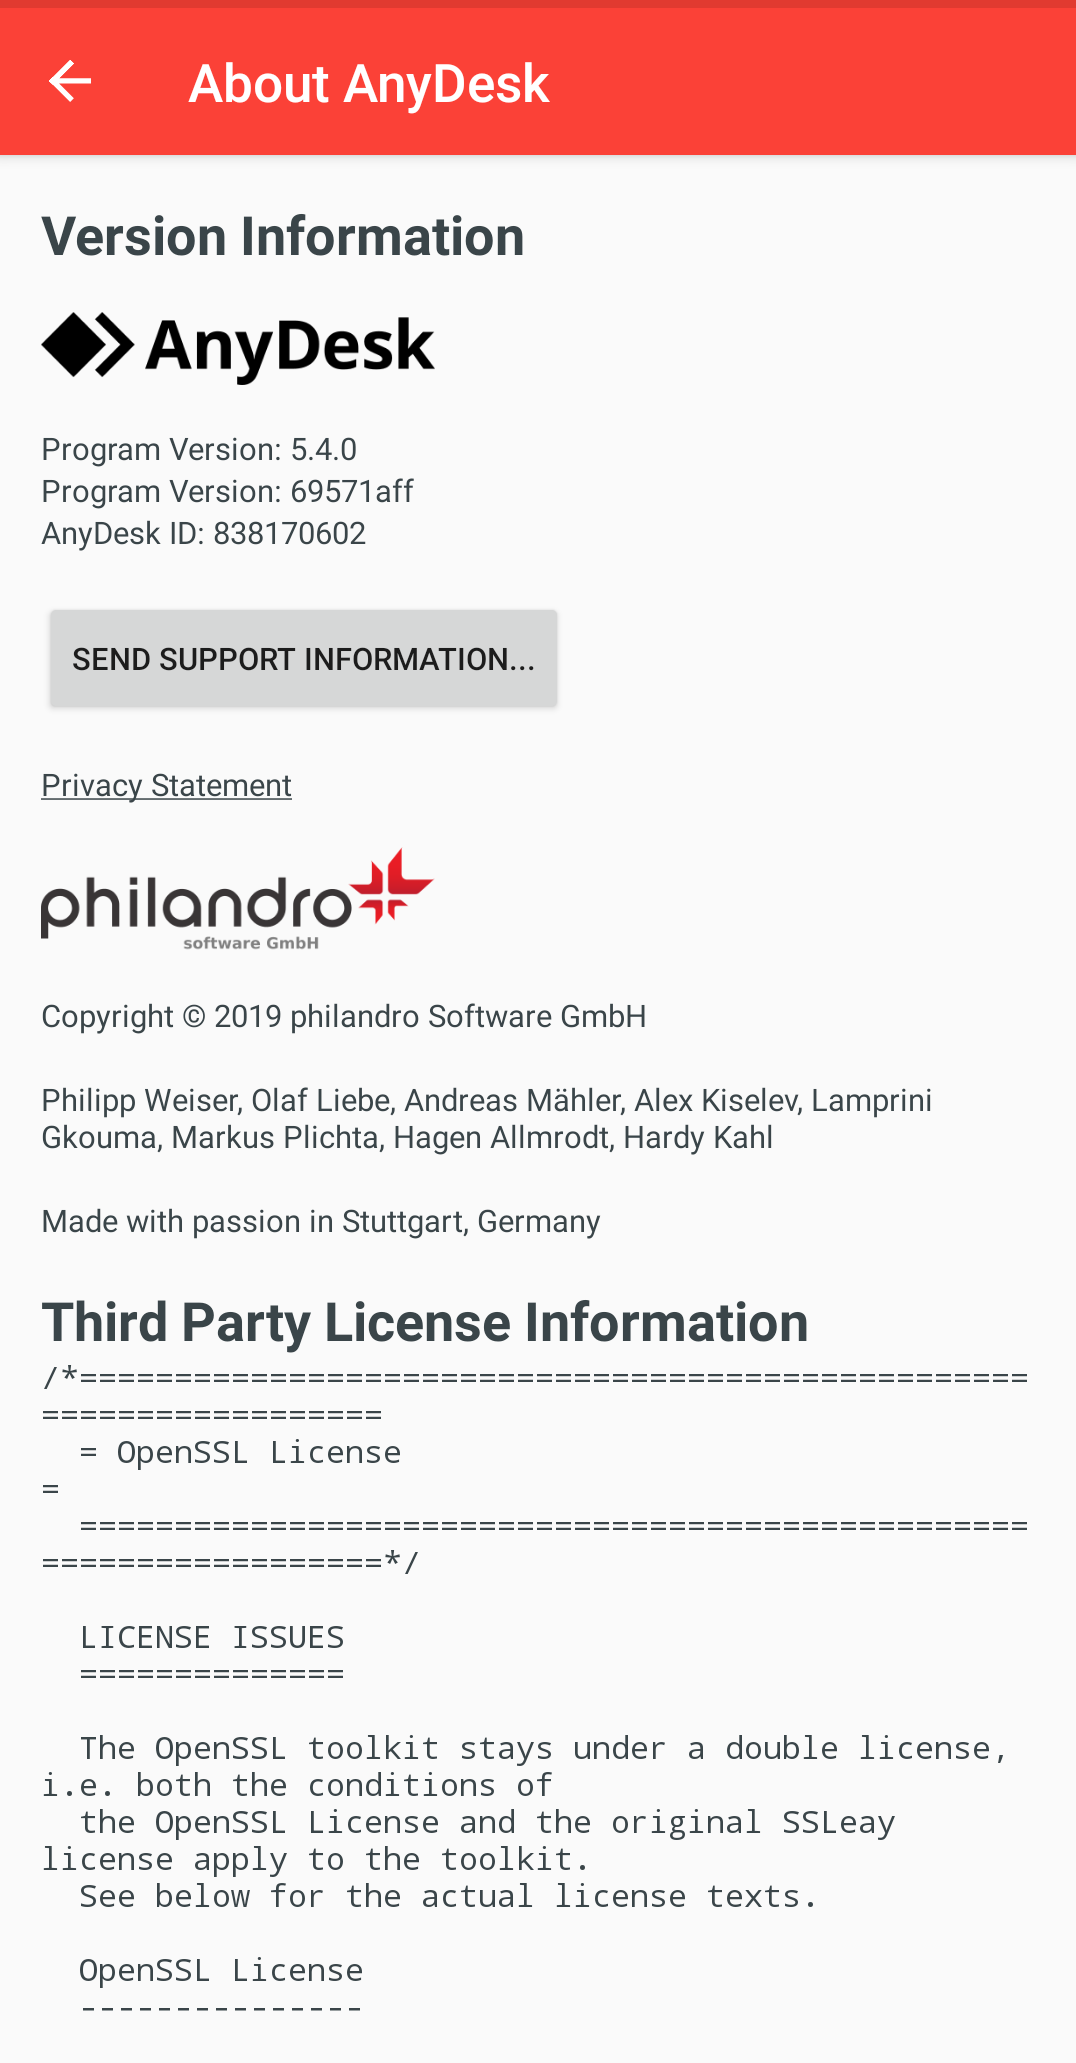 About AnyDesk
Version Information
AnyDesk
Program Version: 5.4.0
Program Version: 69571aff
AnyDesk ID: 838170602
SEND SUPPORT INFORMATION...
Privacy Statement
philandro
software GmbH
Copyright © 2019 philandro Software GmbH
Philipp Weiser, Olaf Liebe, Andreas Mähler, Alex Kiselev, Lamprini
Gkouma, Markus Plichta, Hagen Allmrodt, Hardy Kahl
Made with passion in Stuttgart, Germany
Third Party License Information
/*==================================================
==================
  = OpenSSL License
=
  ==================================================
==================*/
  LICENSE ISSUES
  ==============
  The OpenSSL toolkit stays under a double license,
i.e. both the conditions of
  the OpenSSL License and the original SSLeay
license apply to the toolkit.
  See below for the actual license texts.
  OpenSSL License
  ---------------